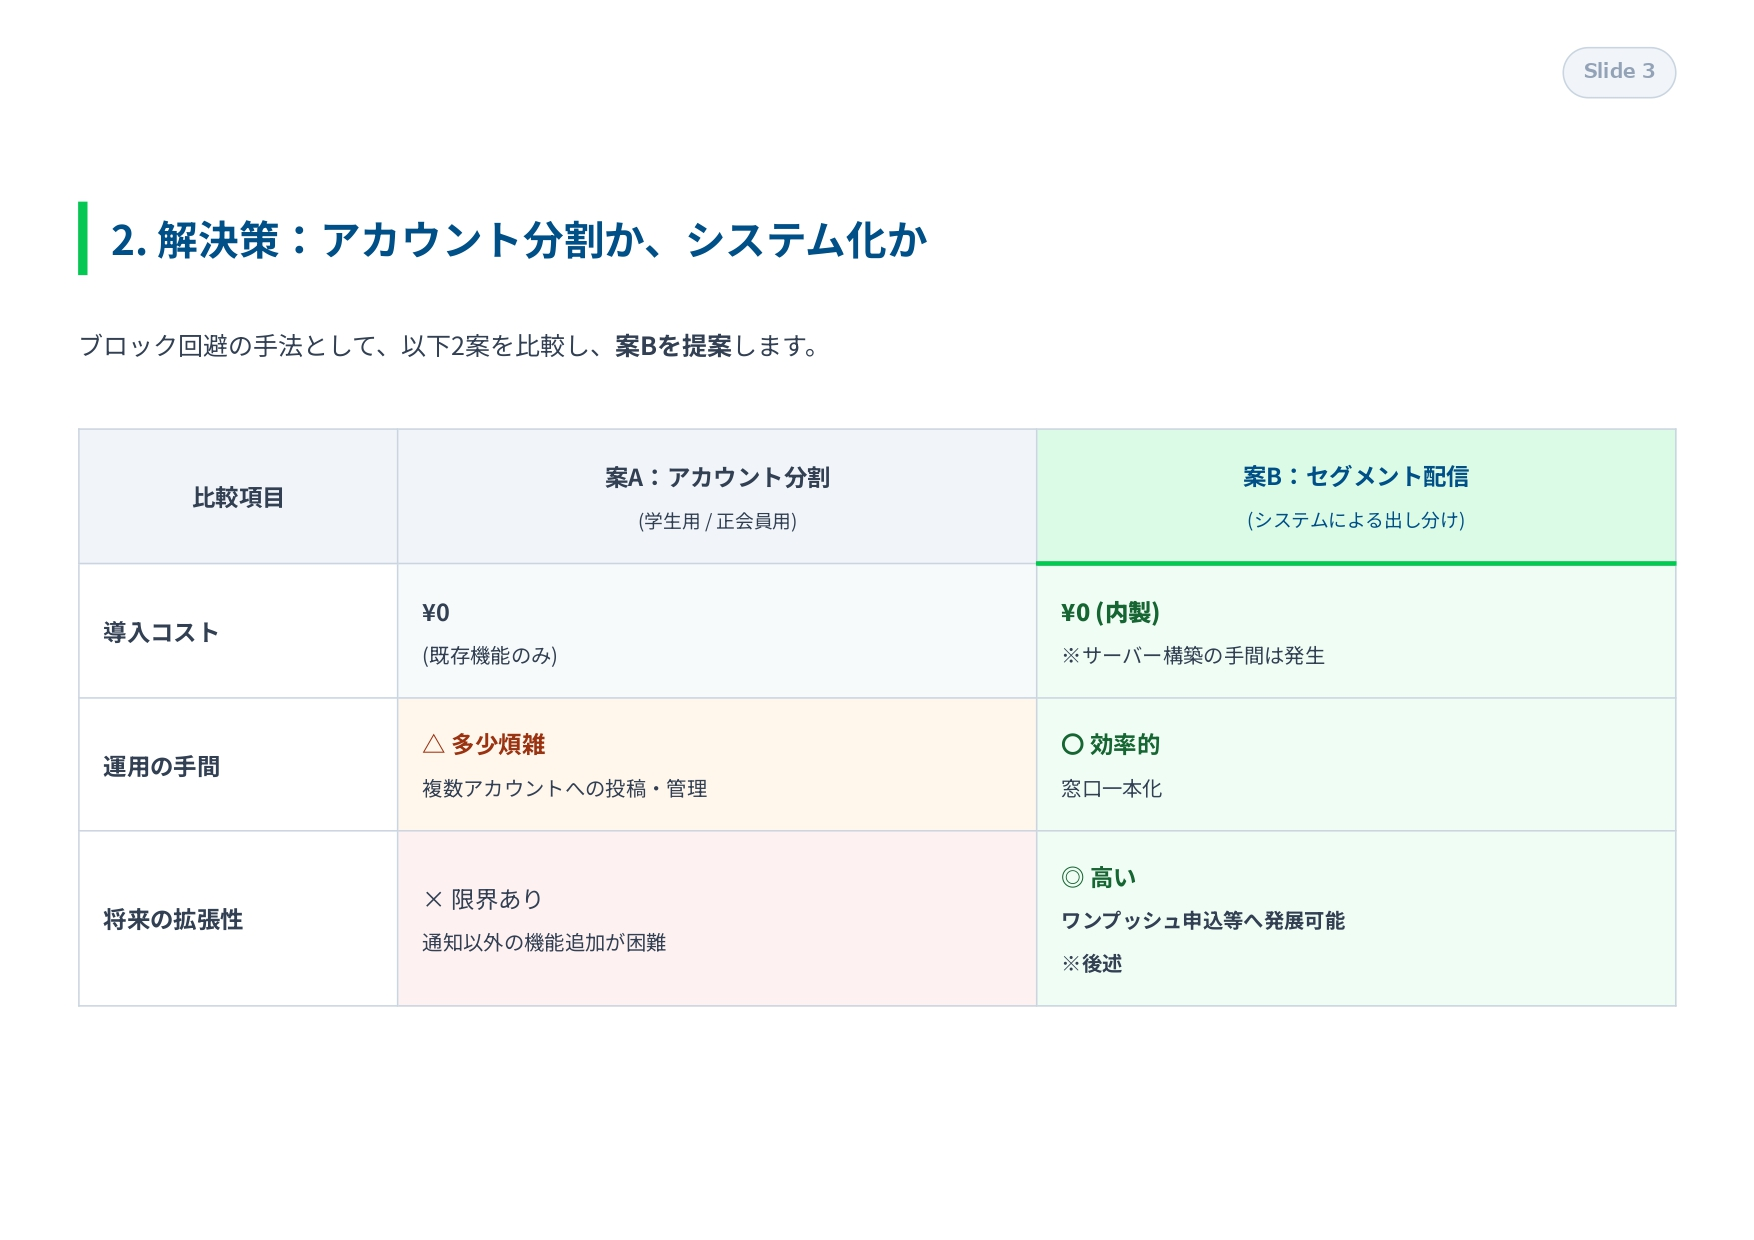 Slide 3
2. 解決策：アカウント分割か、システム化か
ブロック回避の手法として、以下2案を比較し、案Bを提案します。
比較項目
案A：アカウント分割
(学生用 / 正会員用)
案B：セグメント配信
(システムによる出し分け)
導入コスト
¥0
(既存機能のみ)
¥0 (内製)
※サーバー構築の手間は発生
運用の手間
△ 多少煩雑
複数アカウントへの投稿・管理
〇 効率的
窓口一本化
将来の拡張性
× 限界あり
通知以外の機能追加が困難
◎ 高い
ワンプッシュ申込等へ発展可能
※後述